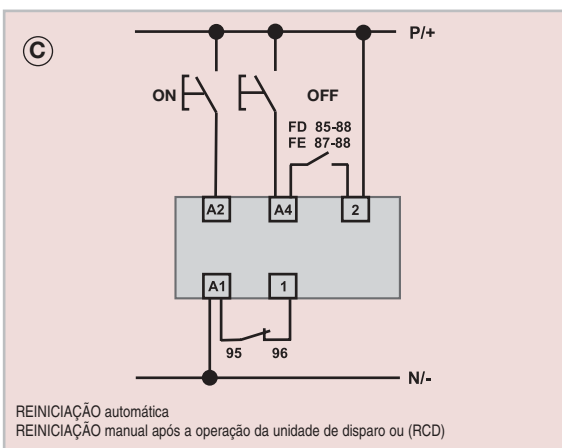 C
P/+
ON
OFF
FD 85-88
FE 87-88
A2 A4 2
A1 1
95 96
N/-
REINICIAÇÃO automática
REINICIAÇÃO manual após a operação da unidade de disparo ou (RCD)